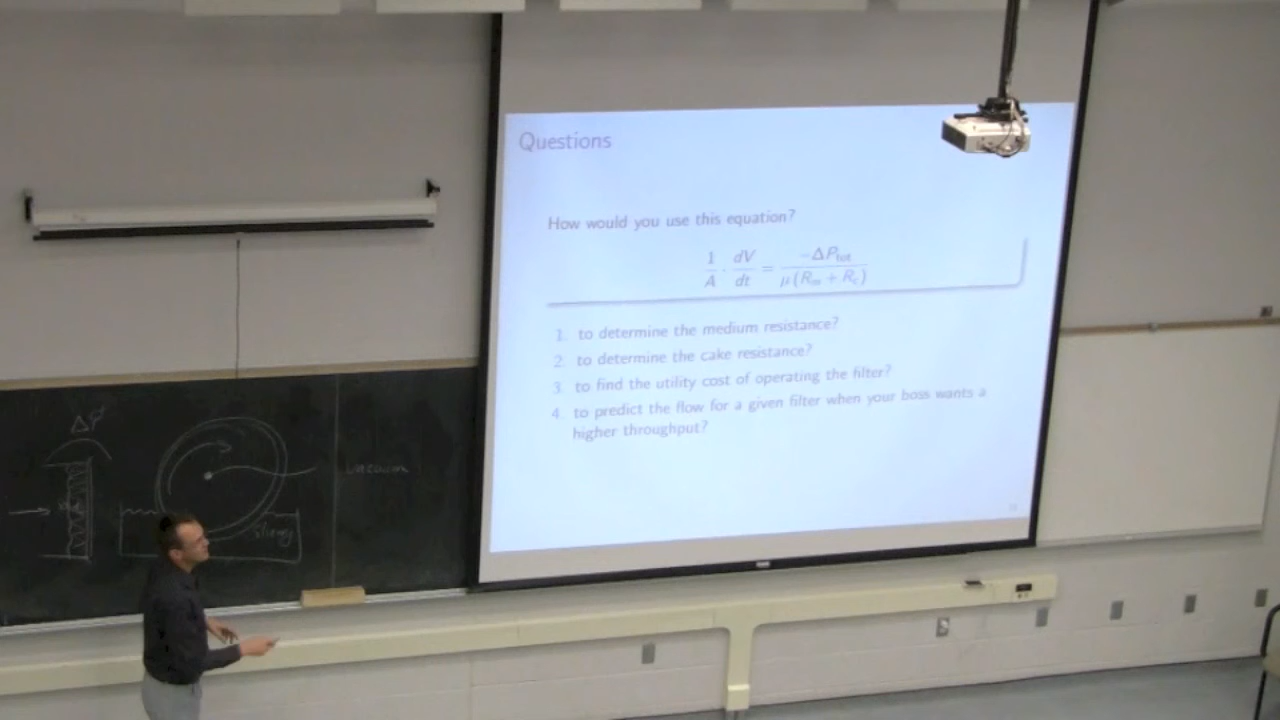 Questions
How would you use this equation?
1/A · dV/dt = −ΔP_tot / μ(R_m + R_c)
1. to determine the medium resistance?
2. to determine the cake resistance?
3. to find the utility cost of operating the filter?
4. to predict the flow for a given filter when your boss wants a
higher throughput?
ΔP
vacuum
slurry